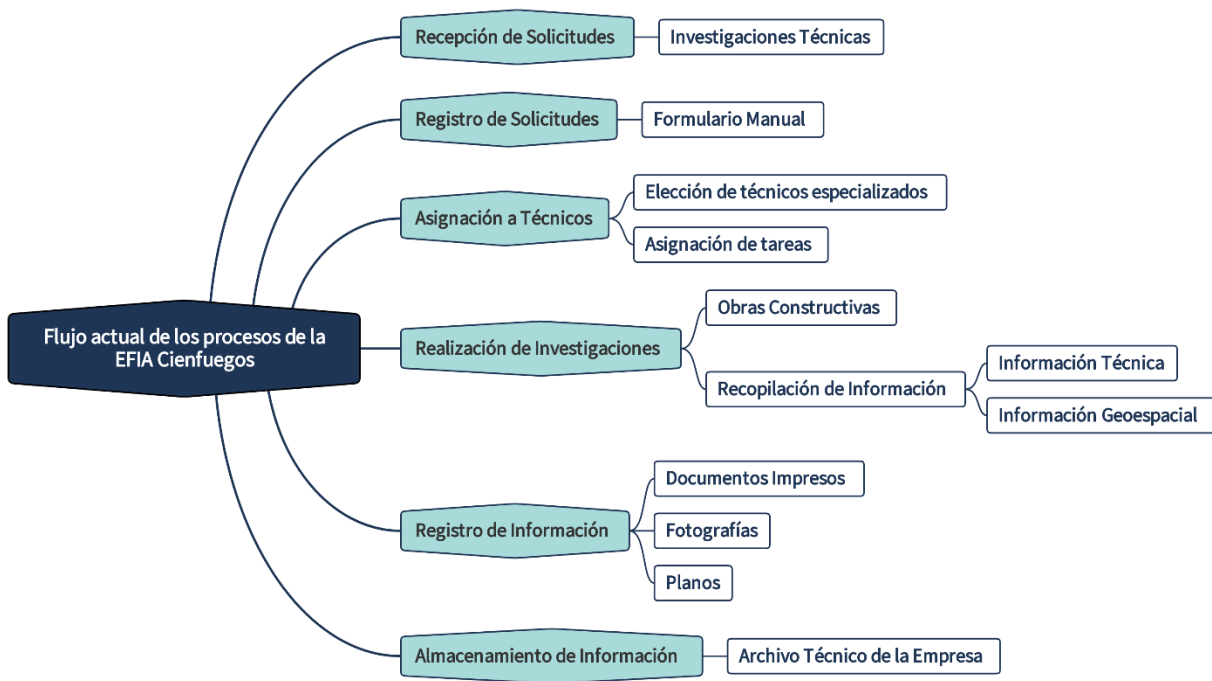 Flujo actual de los procesos de la
EFIA Cienfuegos
Recepción de Solicitudes
Investigaciones Técnicas
Registro de Solicitudes
Formulario Manual
Asignación a Técnicos
Elección de técnicos especializados
Asignación de tareas
Realización de Investigaciones
Obras Constructivas
Recopilación de Información
Información Técnica
Información Geoespacial
Registro de Información
Documentos Impresos
Fotografías
Planos
Almacenamiento de Información
Archivo Técnico de la Empresa